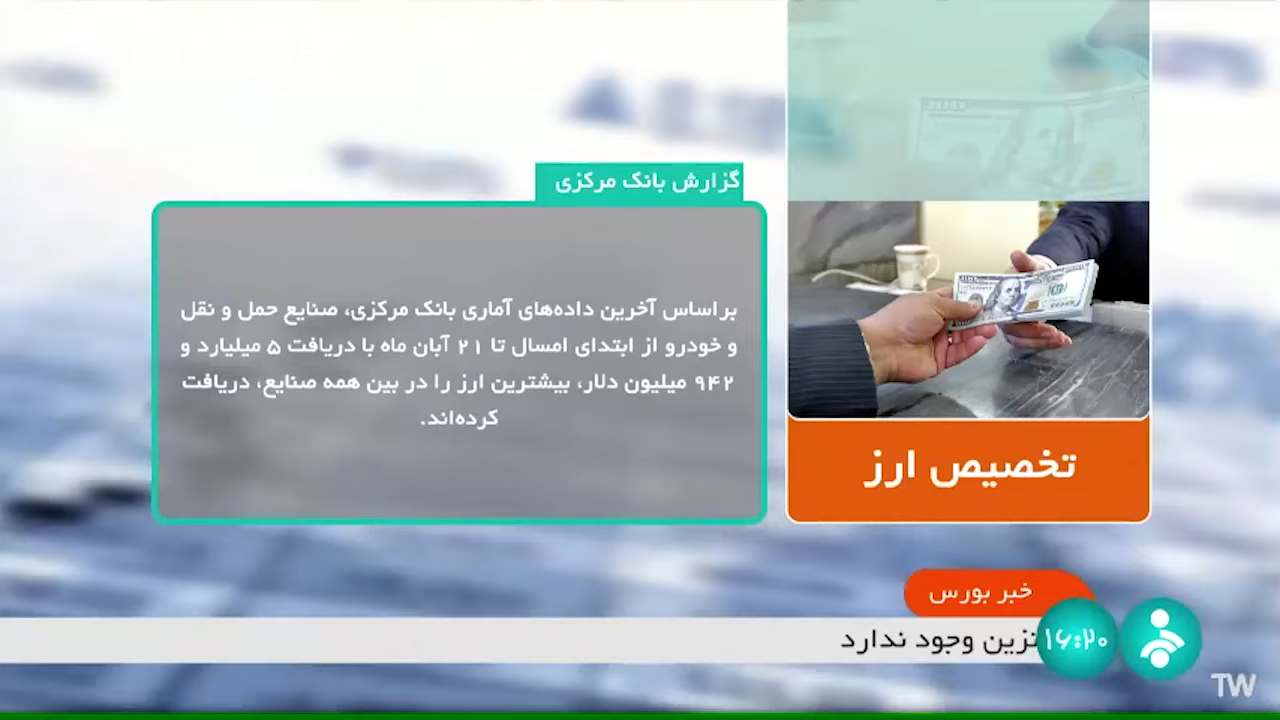 گزارش بانک مرکزی
براساس آخرین داده‌های آماری بانک مرکزی، صنایع حمل و نقل
و خودرو از ابتدای امسال تا ۲۱ آبان ماه با دریافت ۵ میلیارد و
۹۴۲ میلیون دلار، بیشترین ارز را در بین همه صنایع، دریافت
کرده‌اند.
تخصیص ارز
خبر بورس
۱۶:۲۰
وجود ندارد
TW